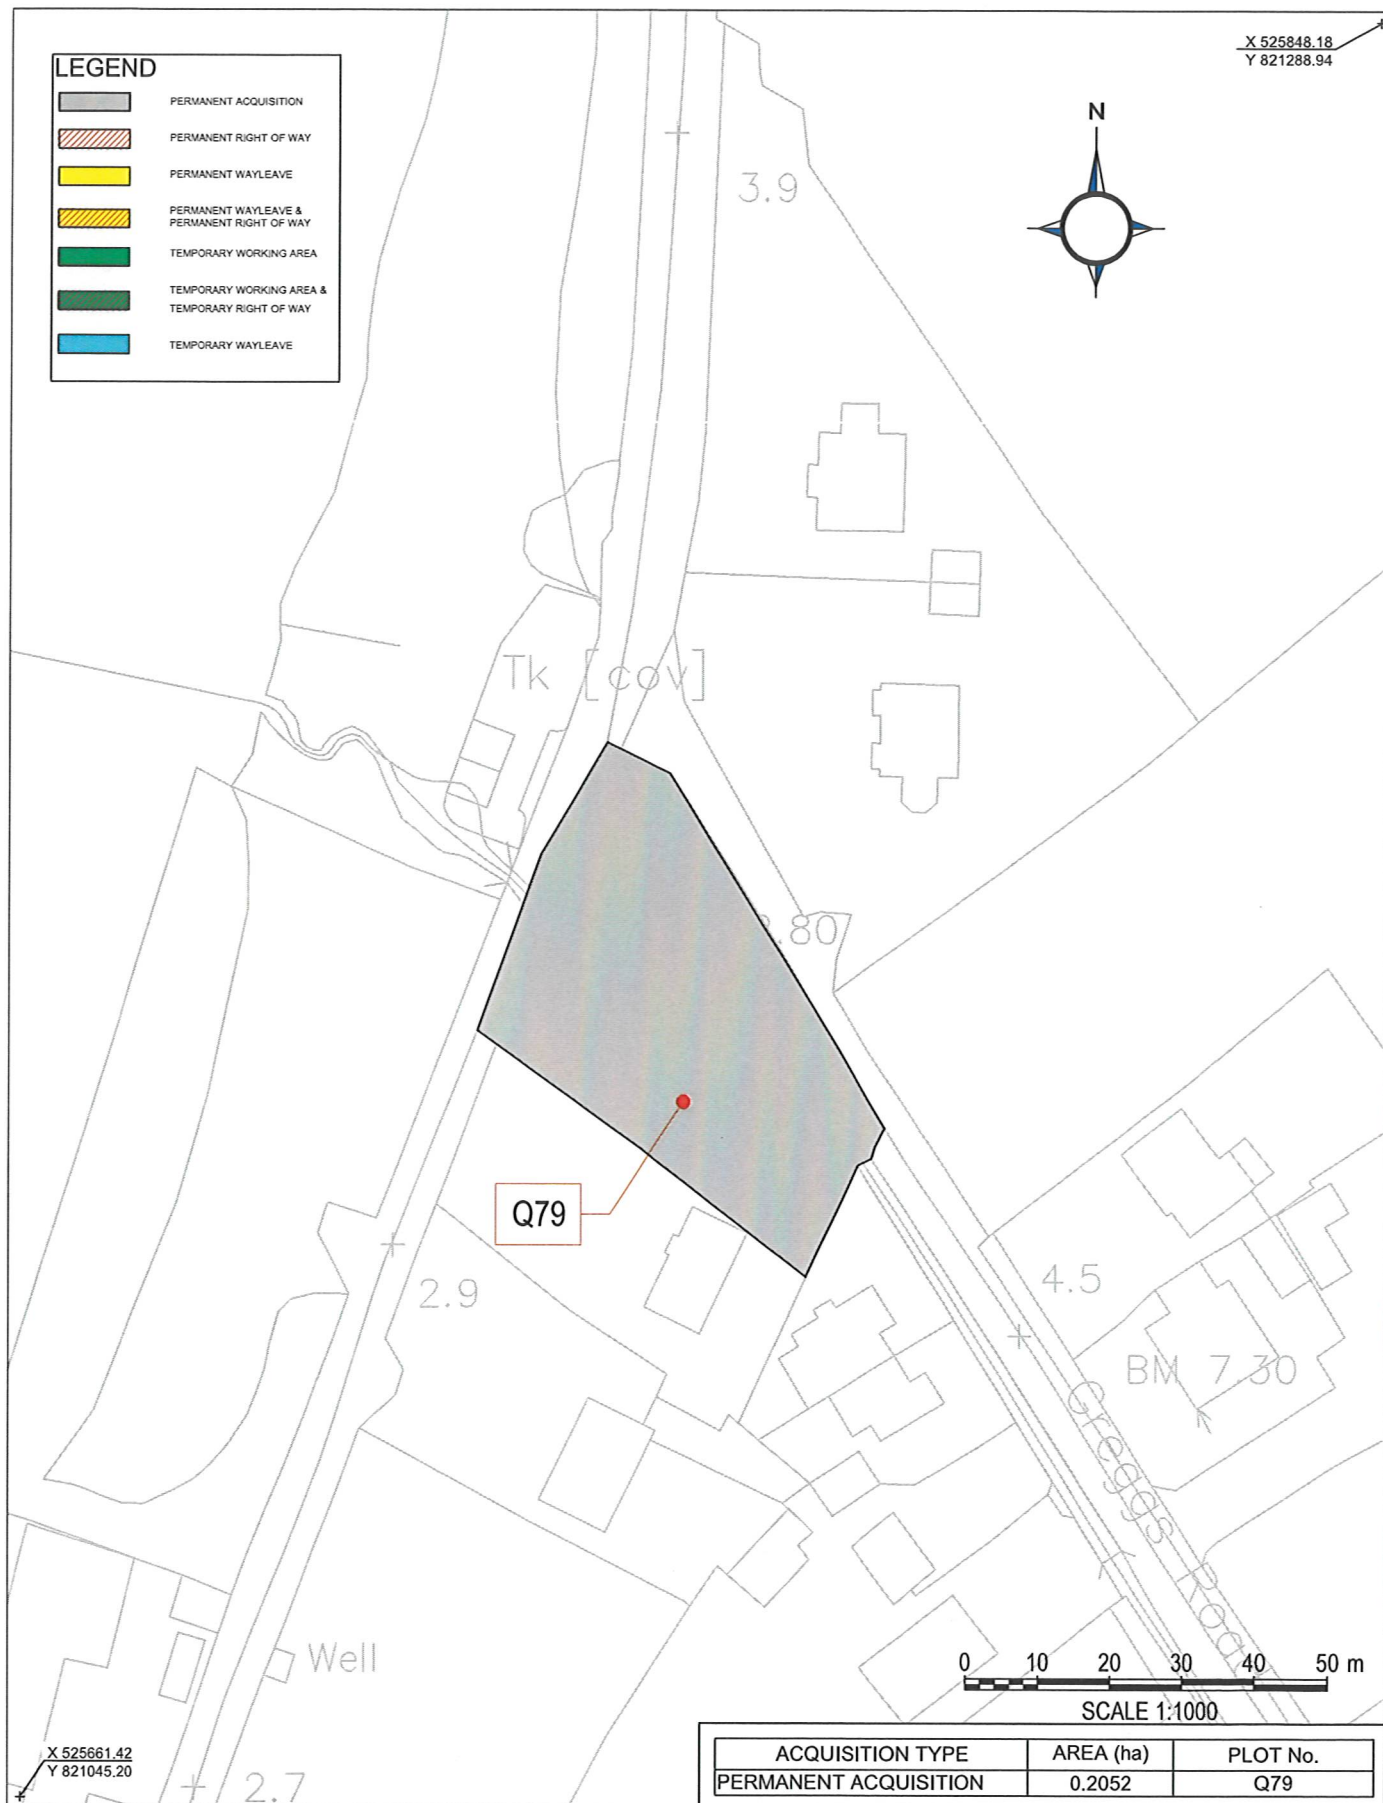 X 525848.18
Y 821288.94
LEGEND
PERMANENT ACQUISITION
PERMANENT RIGHT OF WAY
PERMANENT WAYLEAVE
PERMANENT WAYLEAVE &
PERMANENT RIGHT OF WAY
TEMPORARY WORKING AREA
TEMPORARY WORKING AREA &
TEMPORARY RIGHT OF WAY
TEMPORARY WAYLEAVE
N
3.9
Tk [cov]
.80
Q79
2.9
4.5
BM 7.30
Greggs Road
Well
0 10 20 30 40 50 m
SCALE 1:1000
X 525661.42
Y 821045.20
2.7
ACQUISITION TYPE AREA (ha) PLOT No.
PERMANENT ACQUISITION 0.2052 Q79